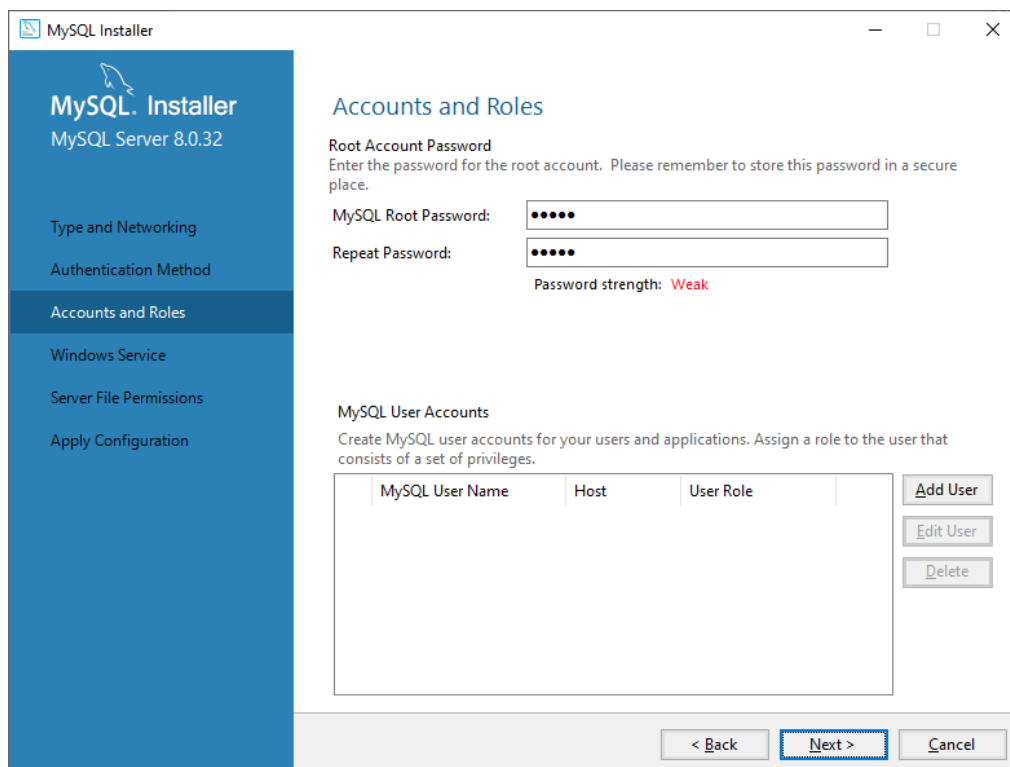 MySQL Installer
MySQL. Installer
MySQL Server 8.0.32
Type and Networking
Authentication Method
Accounts and Roles
Windows Service
Server File Permissions
Apply Configuration
Accounts and Roles
Root Account Password
Enter the password for the root account.  Please remember to store this password in a secure
place.
MySQL Root Password: •••••
Repeat Password: •••••
Password strength: Weak
MySQL User Accounts
Create MySQL user accounts for your users and applications. Assign a role to the user that
consists of a set of privileges.
MySQL User Name Host User Role
Add User
Edit User
Delete
< Back Next > Cancel